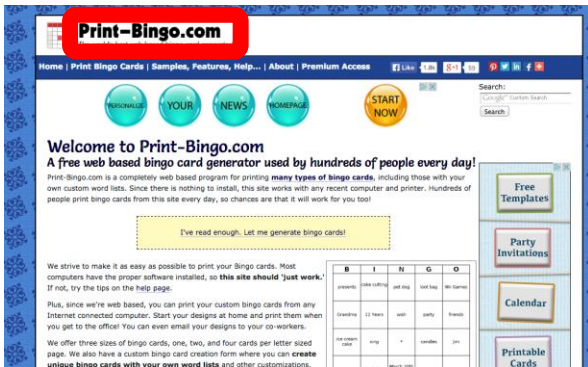 Print-Bingo.com
Home | Print Bingo Cards | Samples, Features, Help... | About | Premium Access
Like 1.8k +1 55
PERSONALIZE YOUR NEWS HOMEPAGE START NOW
Search:
Google Custom Search
Search
Welcome to Print-Bingo.com
A free web based bingo card generator used by hundreds of people every day!
Print-Bingo.com is a completely web based program for printing many types of bingo cards, including those with your
own custom word lists. Since there is nothing to install, this site works with any recent computer and printer. Hundreds of
people print bingo cards from this site every day, so chances are that it will work for you too!
I've read enough. Let me generate bingo cards!
We strive to make it as easy as possible to print your Bingo cards. Most
computers have the proper software installed, so this site should 'just work.'
If not, try the tips on the help page.
Plus, since we're web based, you can print your custom bingo cards from any
Internet connected computer. Start your designs at home and print them when
you get to the office! You can even email your designs to your co-workers.
We offer three sizes of bingo cards, one, two, and four cards per letter sized
page. We also have a custom bingo card creation form where you can create
unique bingo cards with your own word lists and other customizations.
B I N G O
presents cake cutting pet dog loot bag Wii Games
Grandma 11 Years wall party friends
ice cream cake sing • candles jim
Free Templates
Party Invitations
Calendar
Printable Cards